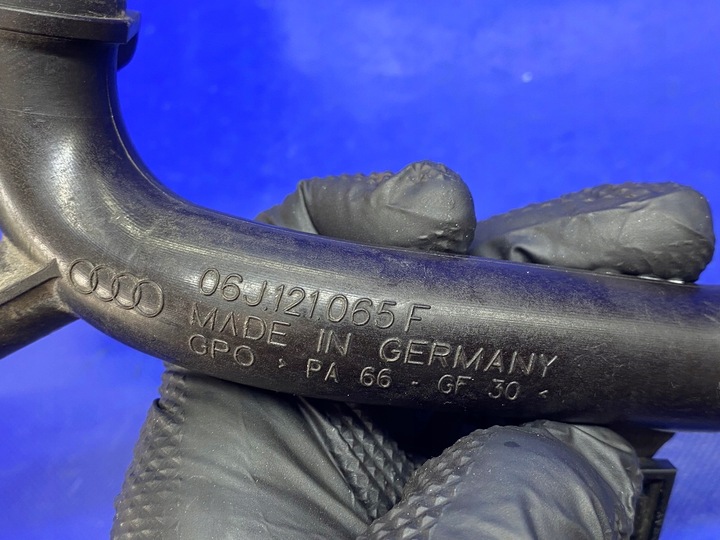 06J.121.065 F
MADE IN GERMANY
GPO > PA 66 - GF 30 <